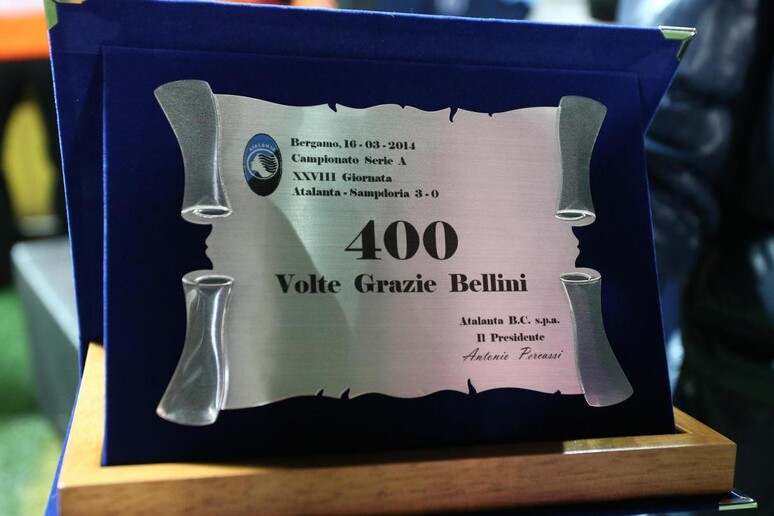 ATALANTA
Bergamo, 16 - 03 - 2014
Campionato Serie A
XXVIII Giornata
Atalanta - Sampdoria 3 - 0
400
Volte Grazie Bellini
Atalanta B.C. s.p.a.
Il Presidente
Antonio Percassi